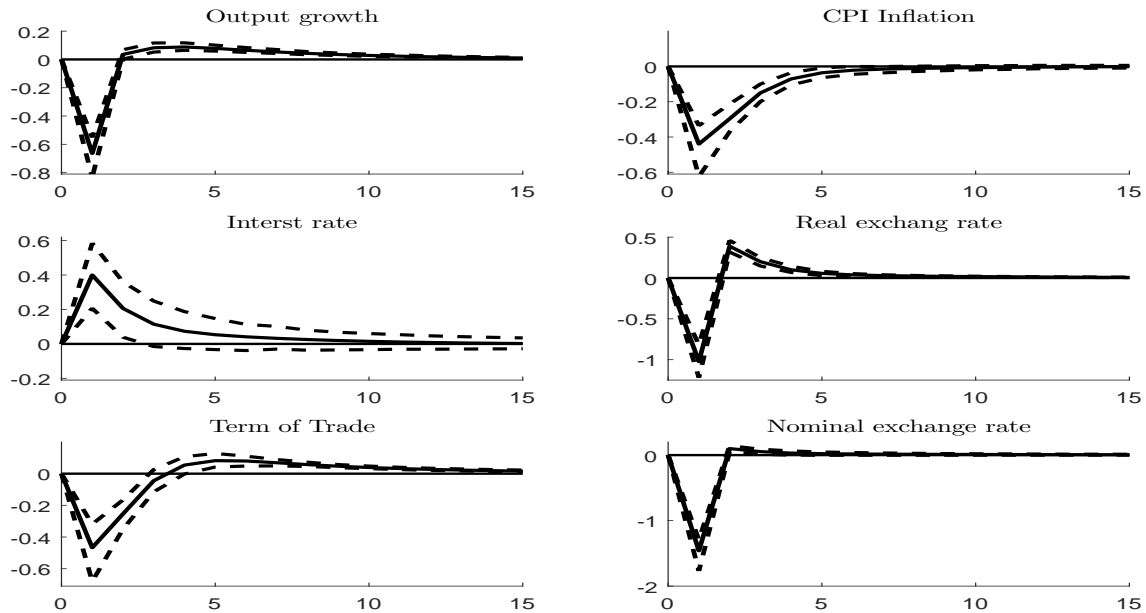 Output growth
0.2
0
-0.2
-0.4
-0.6
-0.8
0 5 10 15
CPI Inflation
0
-0.2
-0.4
-0.6
0 5 10 15
Interst rate
0.6
0.4
0.2
0
-0.2
0 5 10 15
Real exchang rate
0.5
0
-0.5
-1
0 5 10 15
Term of Trade
0
-0.2
-0.4
-0.6
0 5 10 15
Nominal exchange rate
0
-1
-2
0 5 10 15